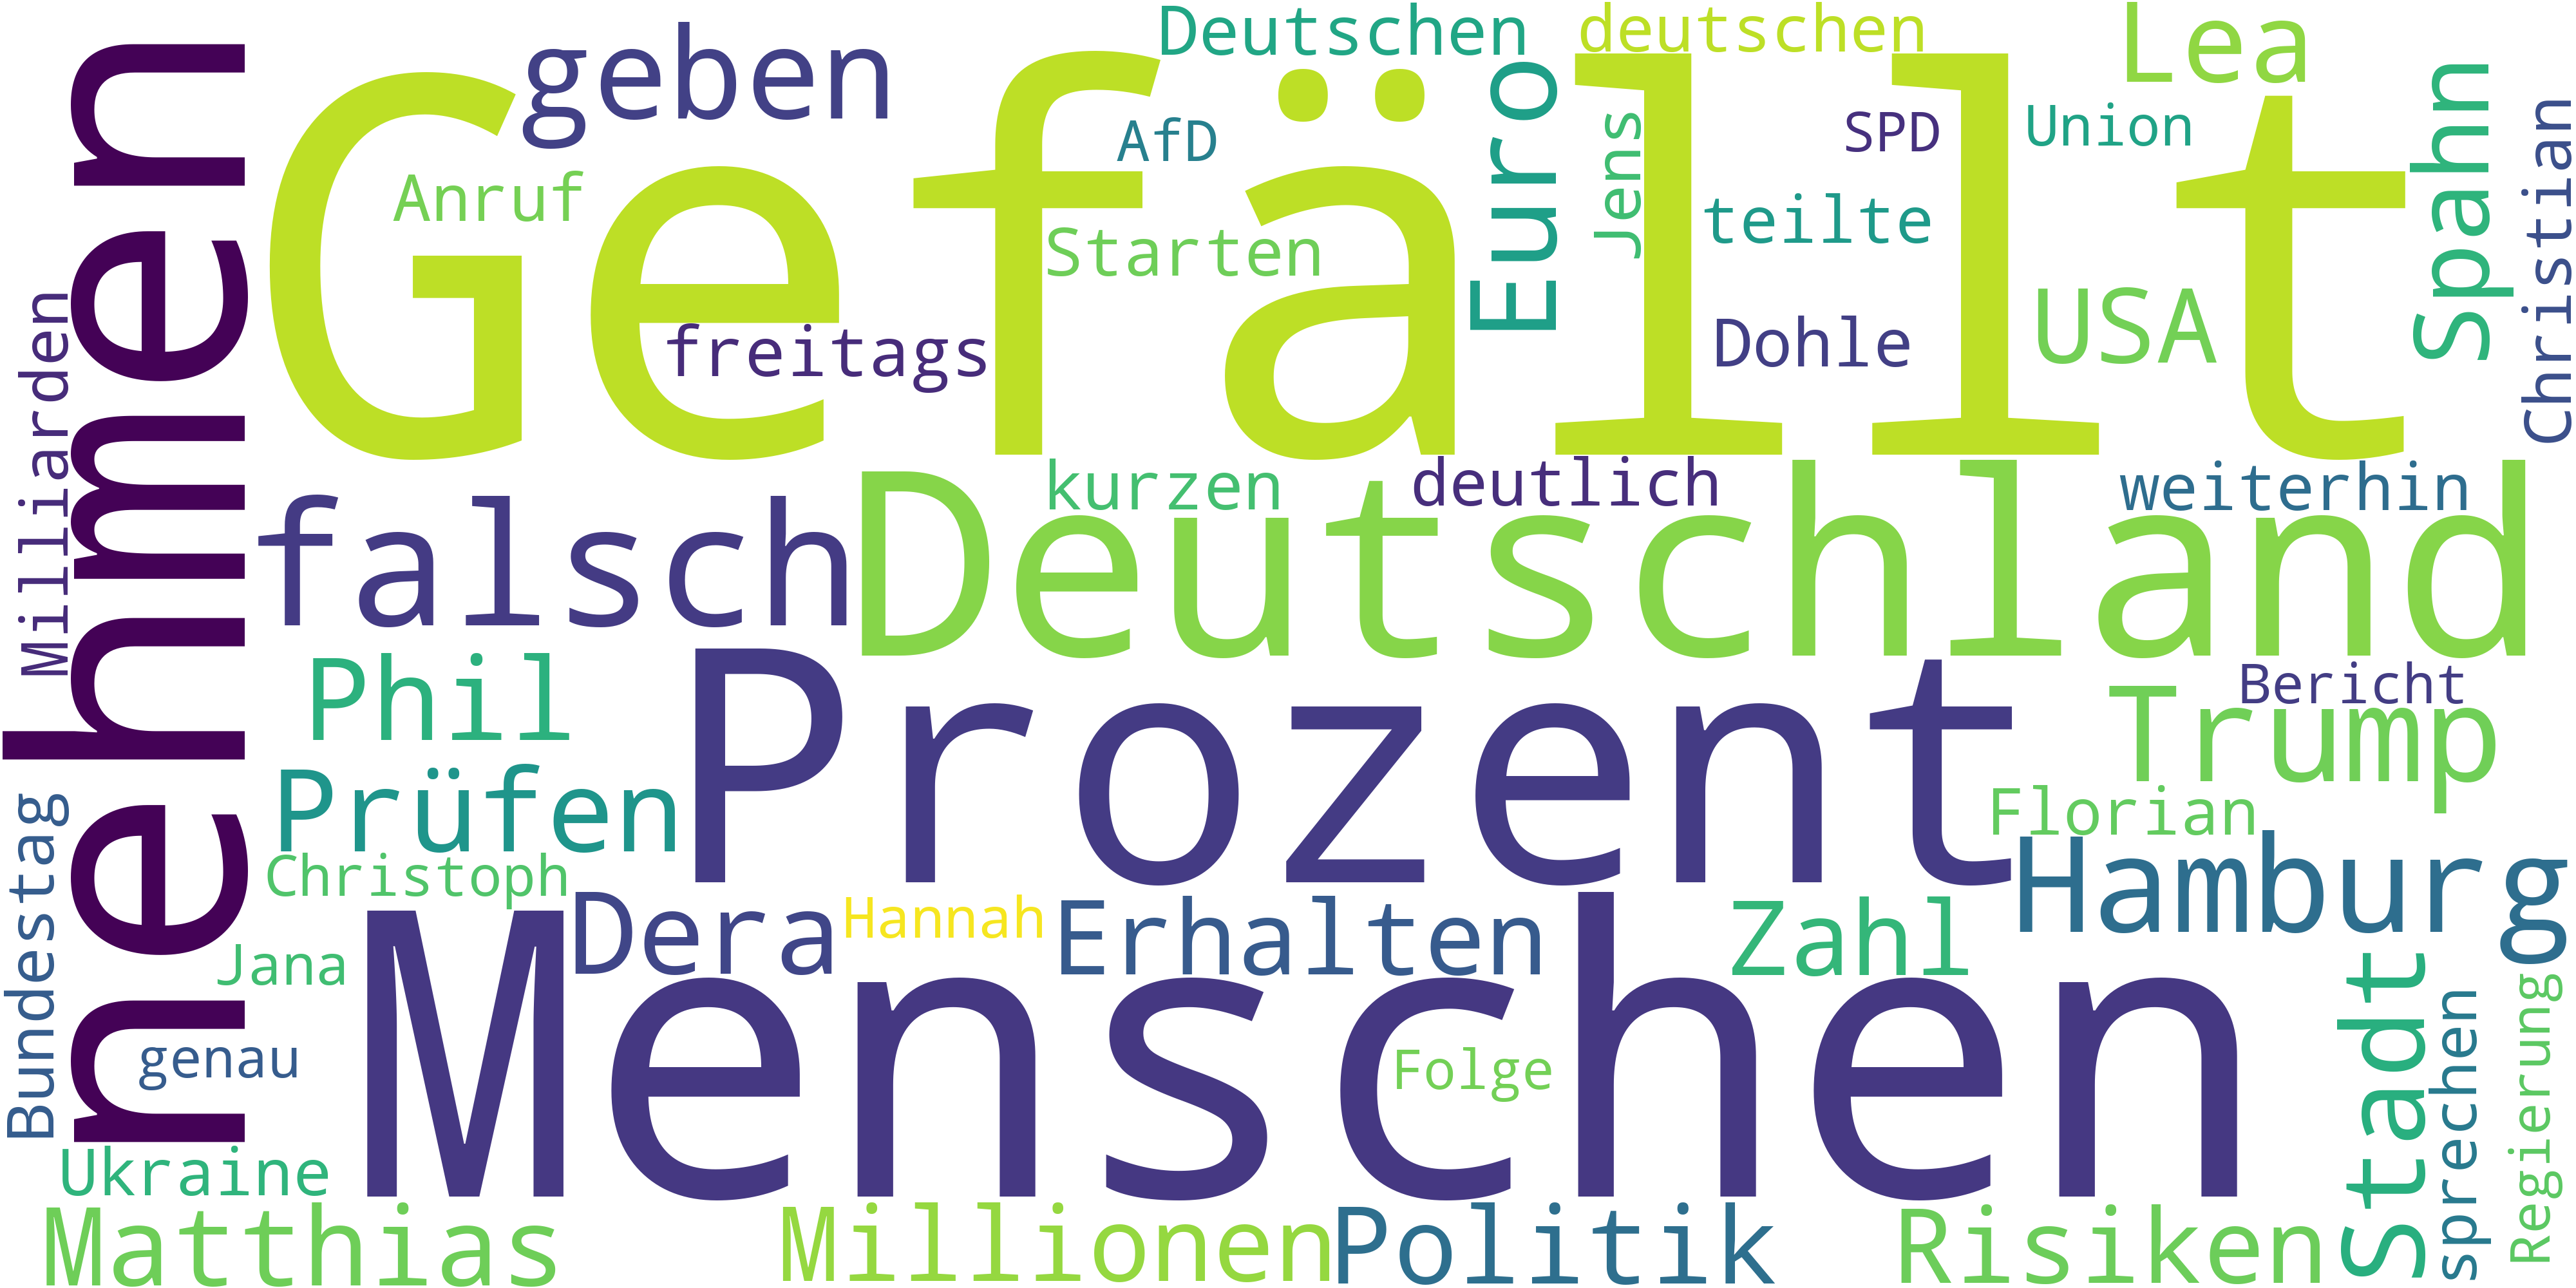 Gefällt
nehmen
Deutschen
deutschen
Lea
geben
Euro
Jens
SPD
Union
Spahn
Christian
AfD
Anruf
Starten
teilte
USA
Dohle
freitags
Milliarden
falsch
kurzen
deutlich
weiterhin
Deutschland
Phil
Prozent
Bericht
Trump
Prüfen
Florian
Christoph
Hamburg
Bundestag
Dera
Hannah
Erhalten
Zahl
Jana
Menschen
genau
Folge
Stadt
sprechen
Regierung
Ukraine
Matthias
Millionen
Politik
Risiken